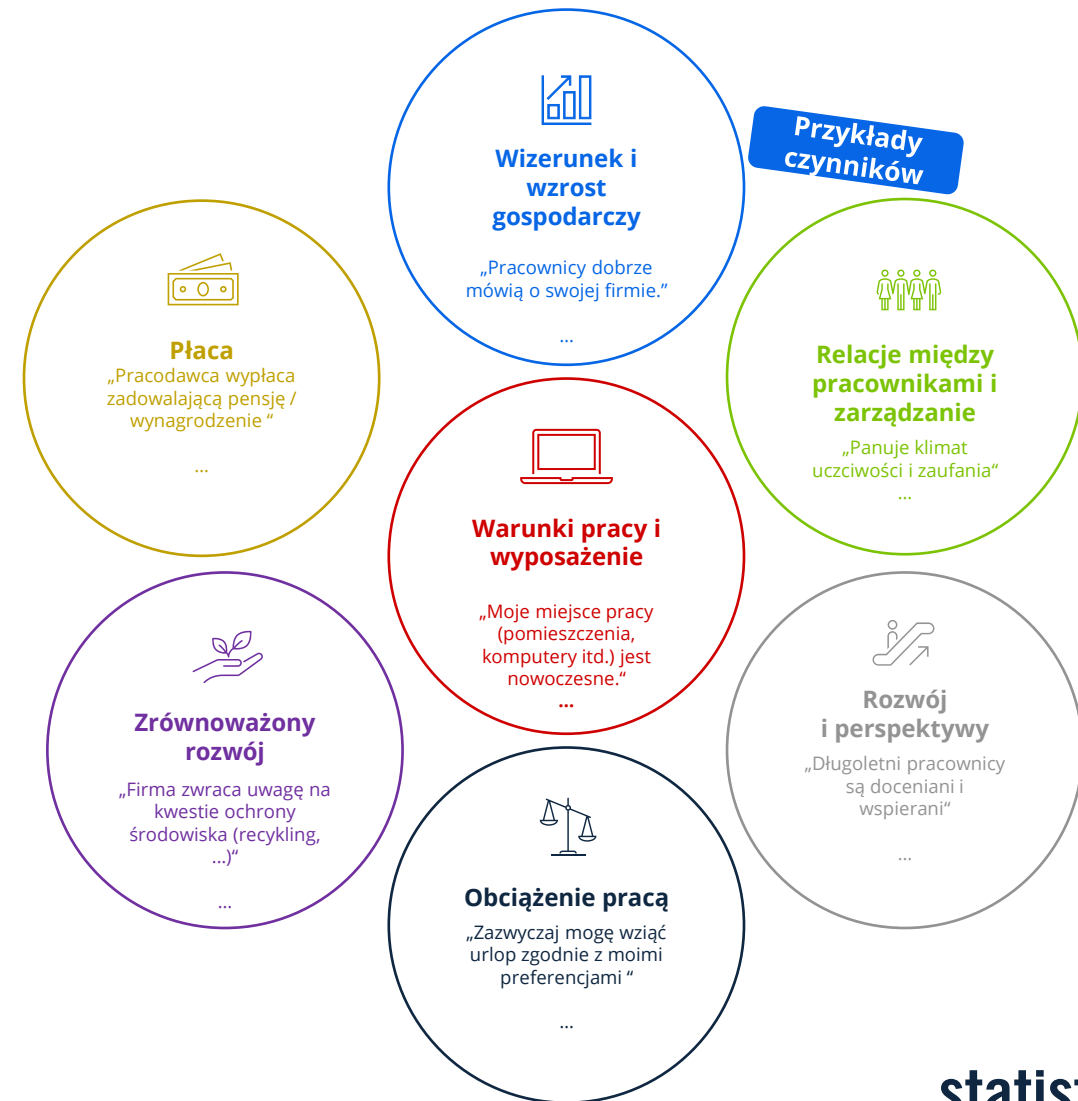 Przykłady
czynników
Wizerunek i
wzrost
gospodarczy
„Pracownicy dobrze
mówią o swojej firmie.”
...
Płaca
„Pracodawca wypłaca
zadowalającą pensję /
wynagrodzenie “
...
Relacje między
pracownikami i
zarządzanie
„Panuje klimat
uczciwości i zaufania“
...
Warunki pracy i
wyposażenie
„Moje miejsce pracy
(pomieszczenia,
komputery itd.) jest
nowoczesne.“
...
Zrównoważony
rozwój
„Firma zwraca uwagę na
kwestie ochrony
środowiska (recykling,
...)“
...
Rozwój
i perspektywy
„Długoletni pracownicy
są doceniani i
wspierani“
...
Obciążenie pracą
„Zazwyczaj mogę wziąć
urlop zgodnie z moimi
preferencjami “
...
statist